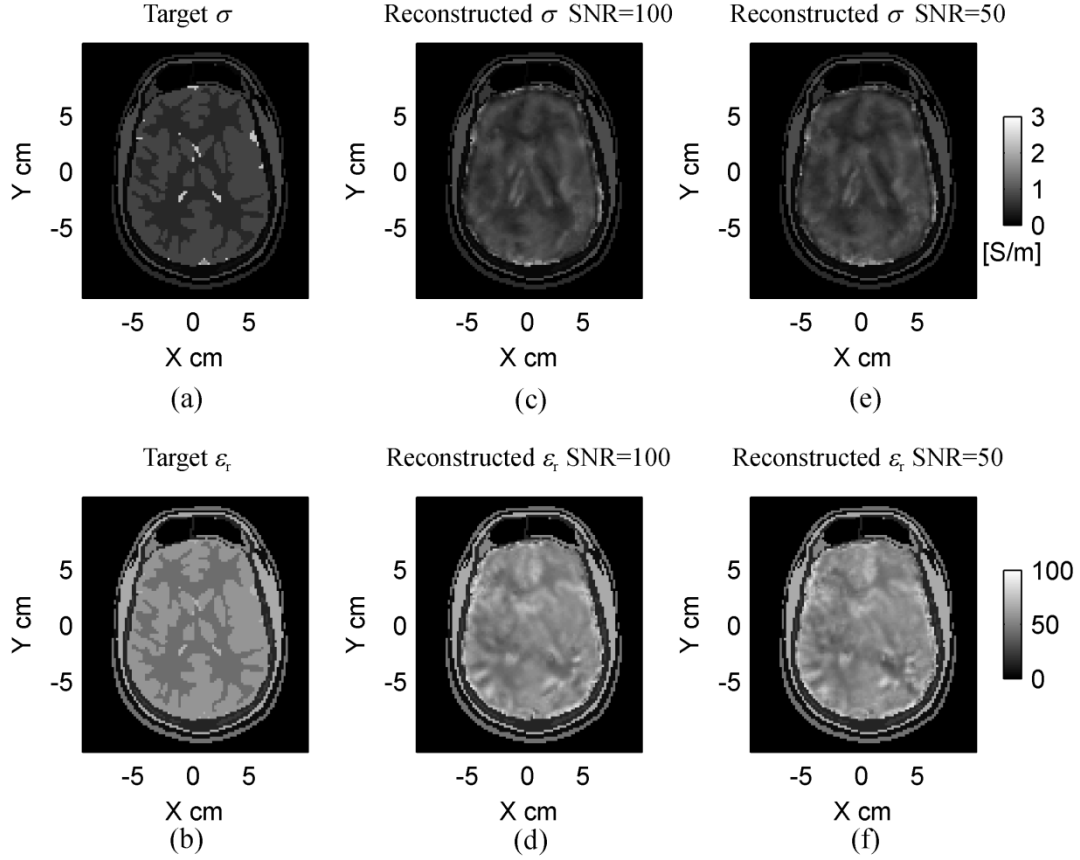 Target σ
Reconstructed σ SNR=100
Reconstructed σ SNR=50
Y cm
5
0
-5
-5 0 5
X cm
(a)
Y cm
5
0
-5
-5 0 5
X cm
(c)
Y cm
5
0
-5
-5 0 5
X cm
(e)
3
2
1
0
[S/m]
Target εr
Reconstructed εr SNR=100
Reconstructed εr SNR=50
Y cm
5
0
-5
-5 0 5
X cm
(b)
Y cm
5
0
-5
-5 0 5
X cm
(d)
Y cm
5
0
-5
-5 0 5
X cm
(f)
100
50
0